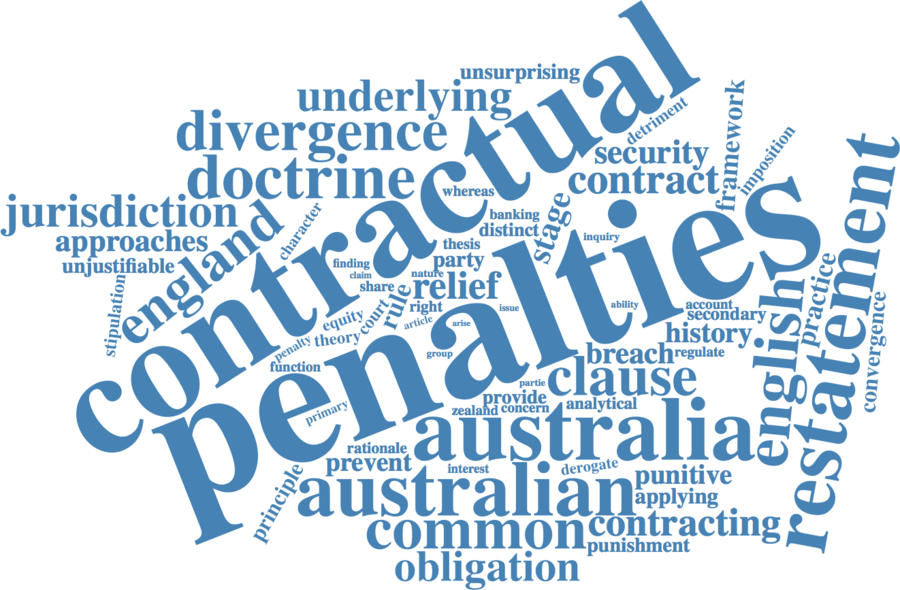 unsurprising
underlying
contractual
detriment
framework
divergence
imposition
security
doctrine
whereas
contract
restatement
jurisdiction
character
banking
stage
penalties
approaches
england
distinct
inquiry
thesis
unjustifiable
finding
party
claim
nature
share
relief
stipulation
rule
right
issue
ability
account
secondary
practice
convergence
equity
court
article
arise
history
english
theory
penalty
group
breach
regulate
function
clause
partie
provide
primary
zealand
concern
analytical
australia
rationale
prevent
interest
derogate
punitive
principle
australian
applying
common
contracting
punishment
obligation